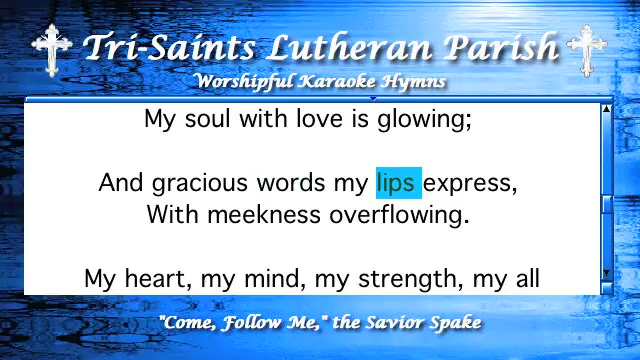 Tri-Saints Lutheran Parish
Worshipful Karaoke Hymns
My soul with love is glowing;
And gracious words my lips express,
With meekness overflowing.
My heart, my mind, my strength, my all
"Come, Follow Me," the Savior Spake